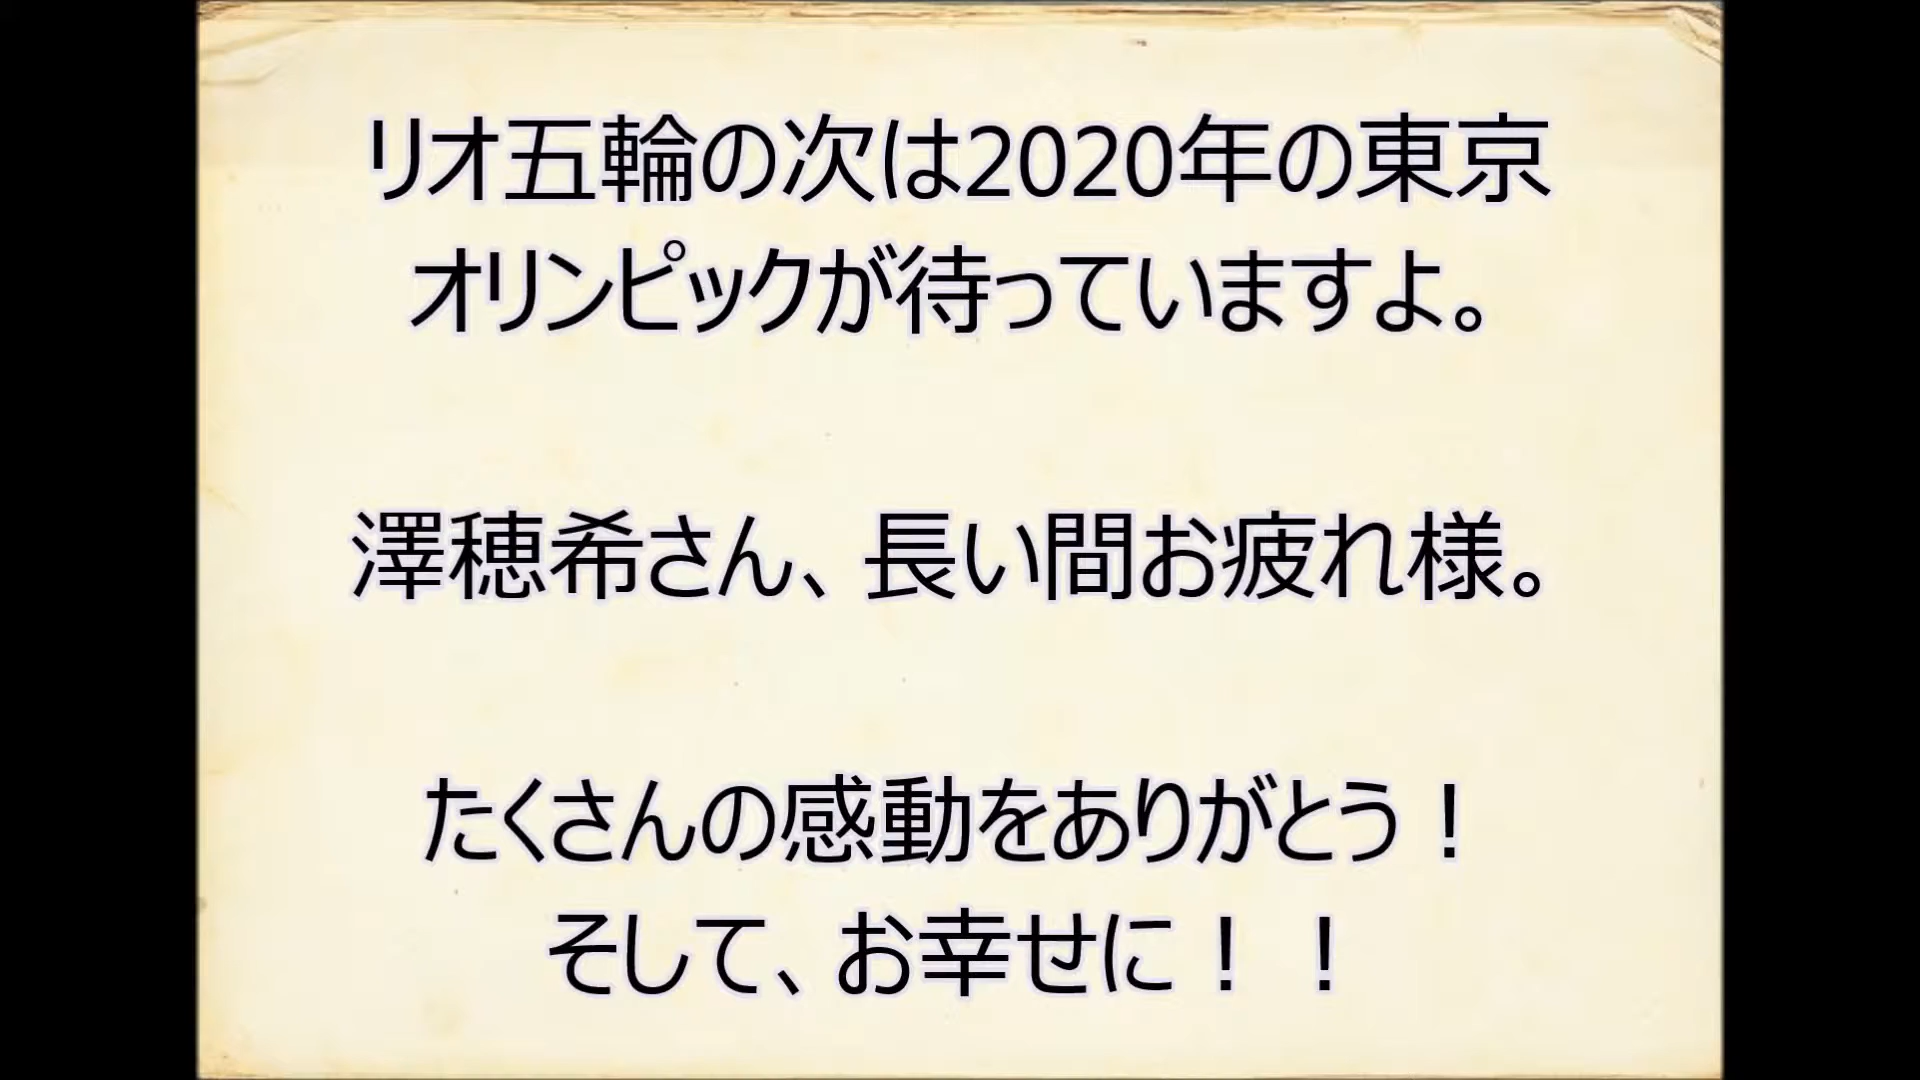 リオ五輪の次は2020年の東京
オリンピックが待っていますよ。
澤穂希さん、長い間お疲れ様。
たくさんの感動をありがとう！
そして、お幸せに！！